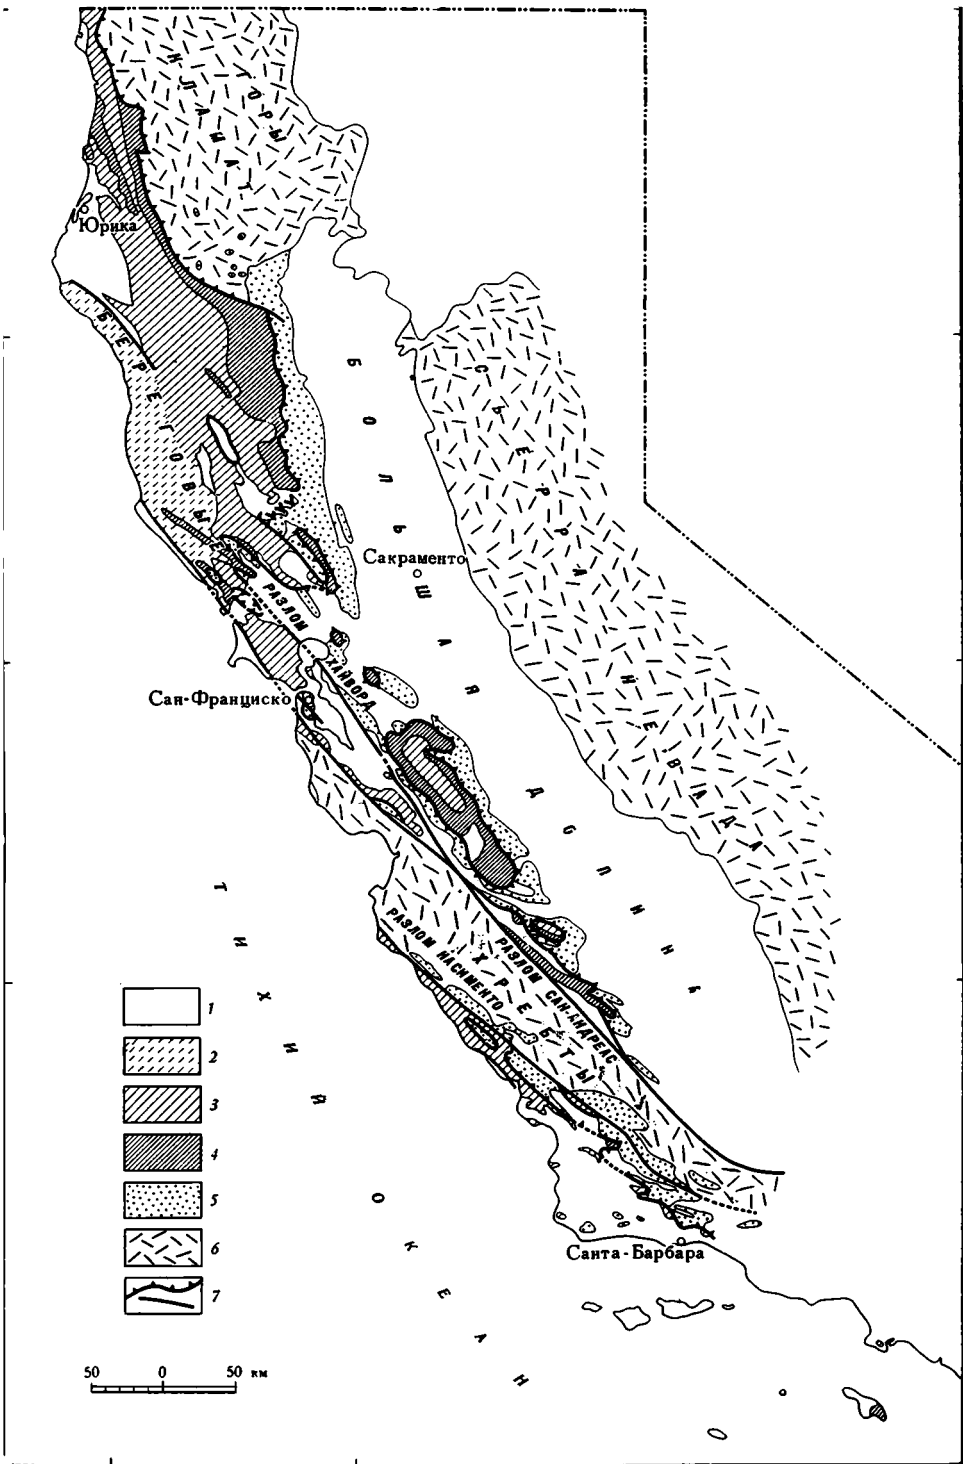 ГОРЫ
КЛАМАТ
Юрика
БЕРЕГОВЫЕ
СЬЕРРА НЕВАДА
БОЛЬШАЯ ДОЛИНА
Сакраменто
РАЗЛОМ ХАЙВОРД
Сан-Франциско
ТИХИЙ ОКЕАН
РАЗЛОМ НАСИМЕНТО
ХРЕБТЫ
РАЗЛОМ САН-АНДРЕАС
1
2
3
4
5
6
7
Санта-Барбара
50 0 50 км